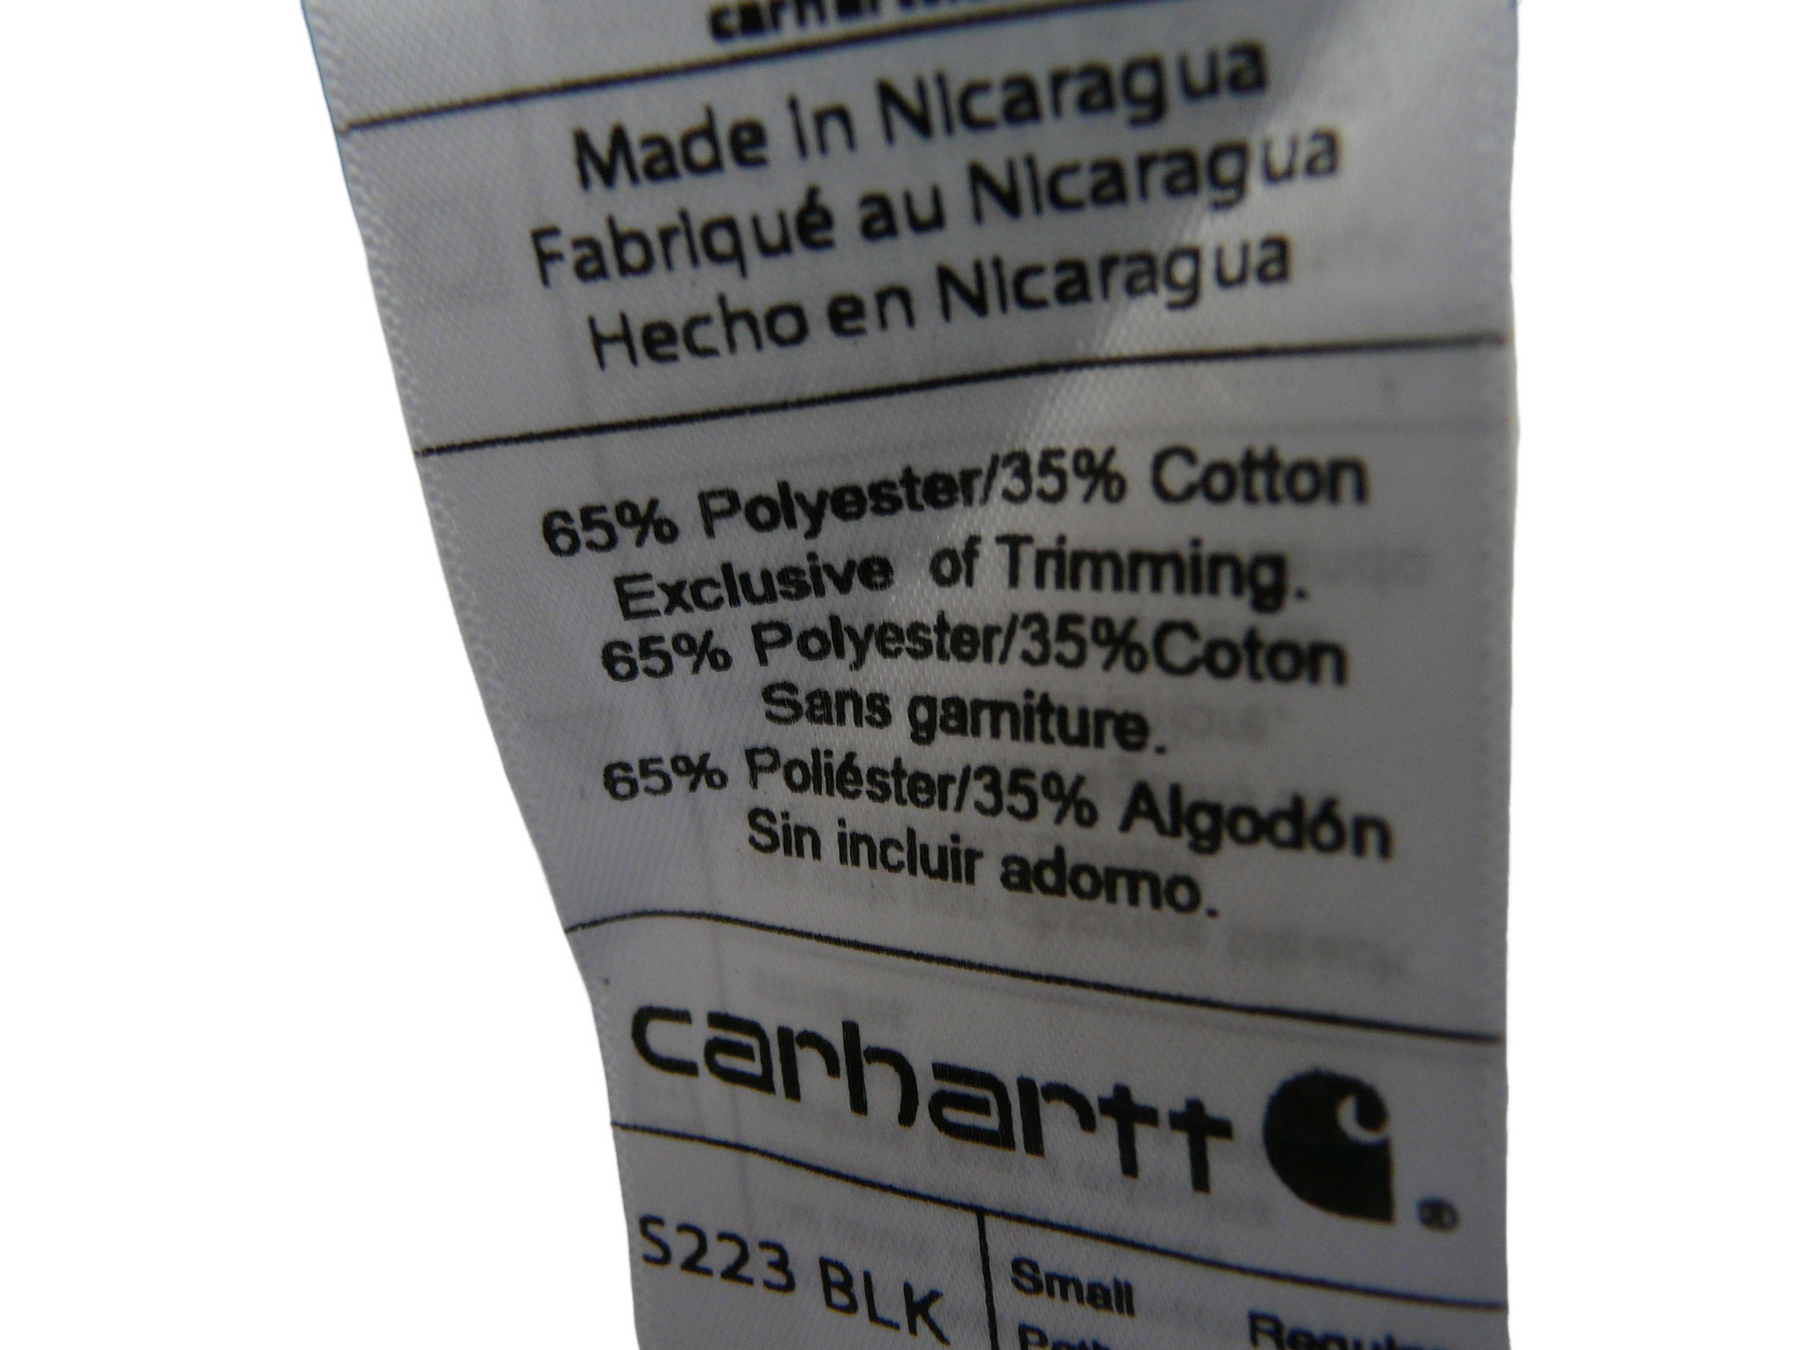 Made in Nicaragua
Fabriqué au Nicaragua
Hecho en Nicaragua
65% Polyester/35% Cotton
Exclusive of Trimming.
65% Polyester/35%Coton
Sans garniture.
65% Poliéster/35% Algodón
Sin incluir adorno.
carhartt ®
S223 BLK
Small